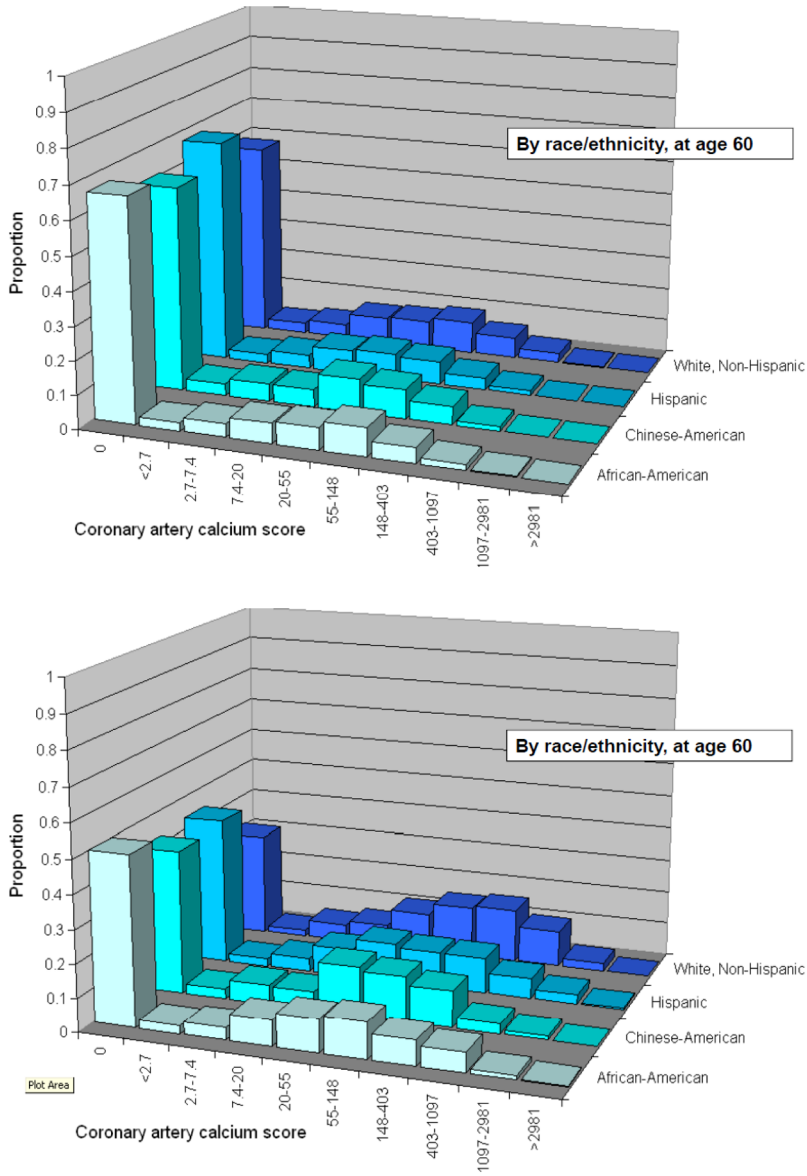 1
0.9
By race/ethnicity, at age 60
0.8
0.7
0.6
0.5
0.4
0.3
0.2
0.1
0
Proportion
White, Non-Hispanic
Hispanic
Chinese-American
African-American
0
<2.7
2.7-7.4
7.4-20
20-55
55-148
148-403
403-1097
1097-2981
>2981
Coronary artery calcium score
1
0.9
By race/ethnicity, at age 60
0.8
0.7
0.6
0.5
0.4
0.3
0.2
0.1
0
Proportion
White, Non-Hispanic
Hispanic
Chinese-American
African-American
0
<2.7
2.7-7.4
7.4-20
20-55
55-148
148-403
403-1097
1097-2981
>2981
Plot Area
Coronary artery calcium score